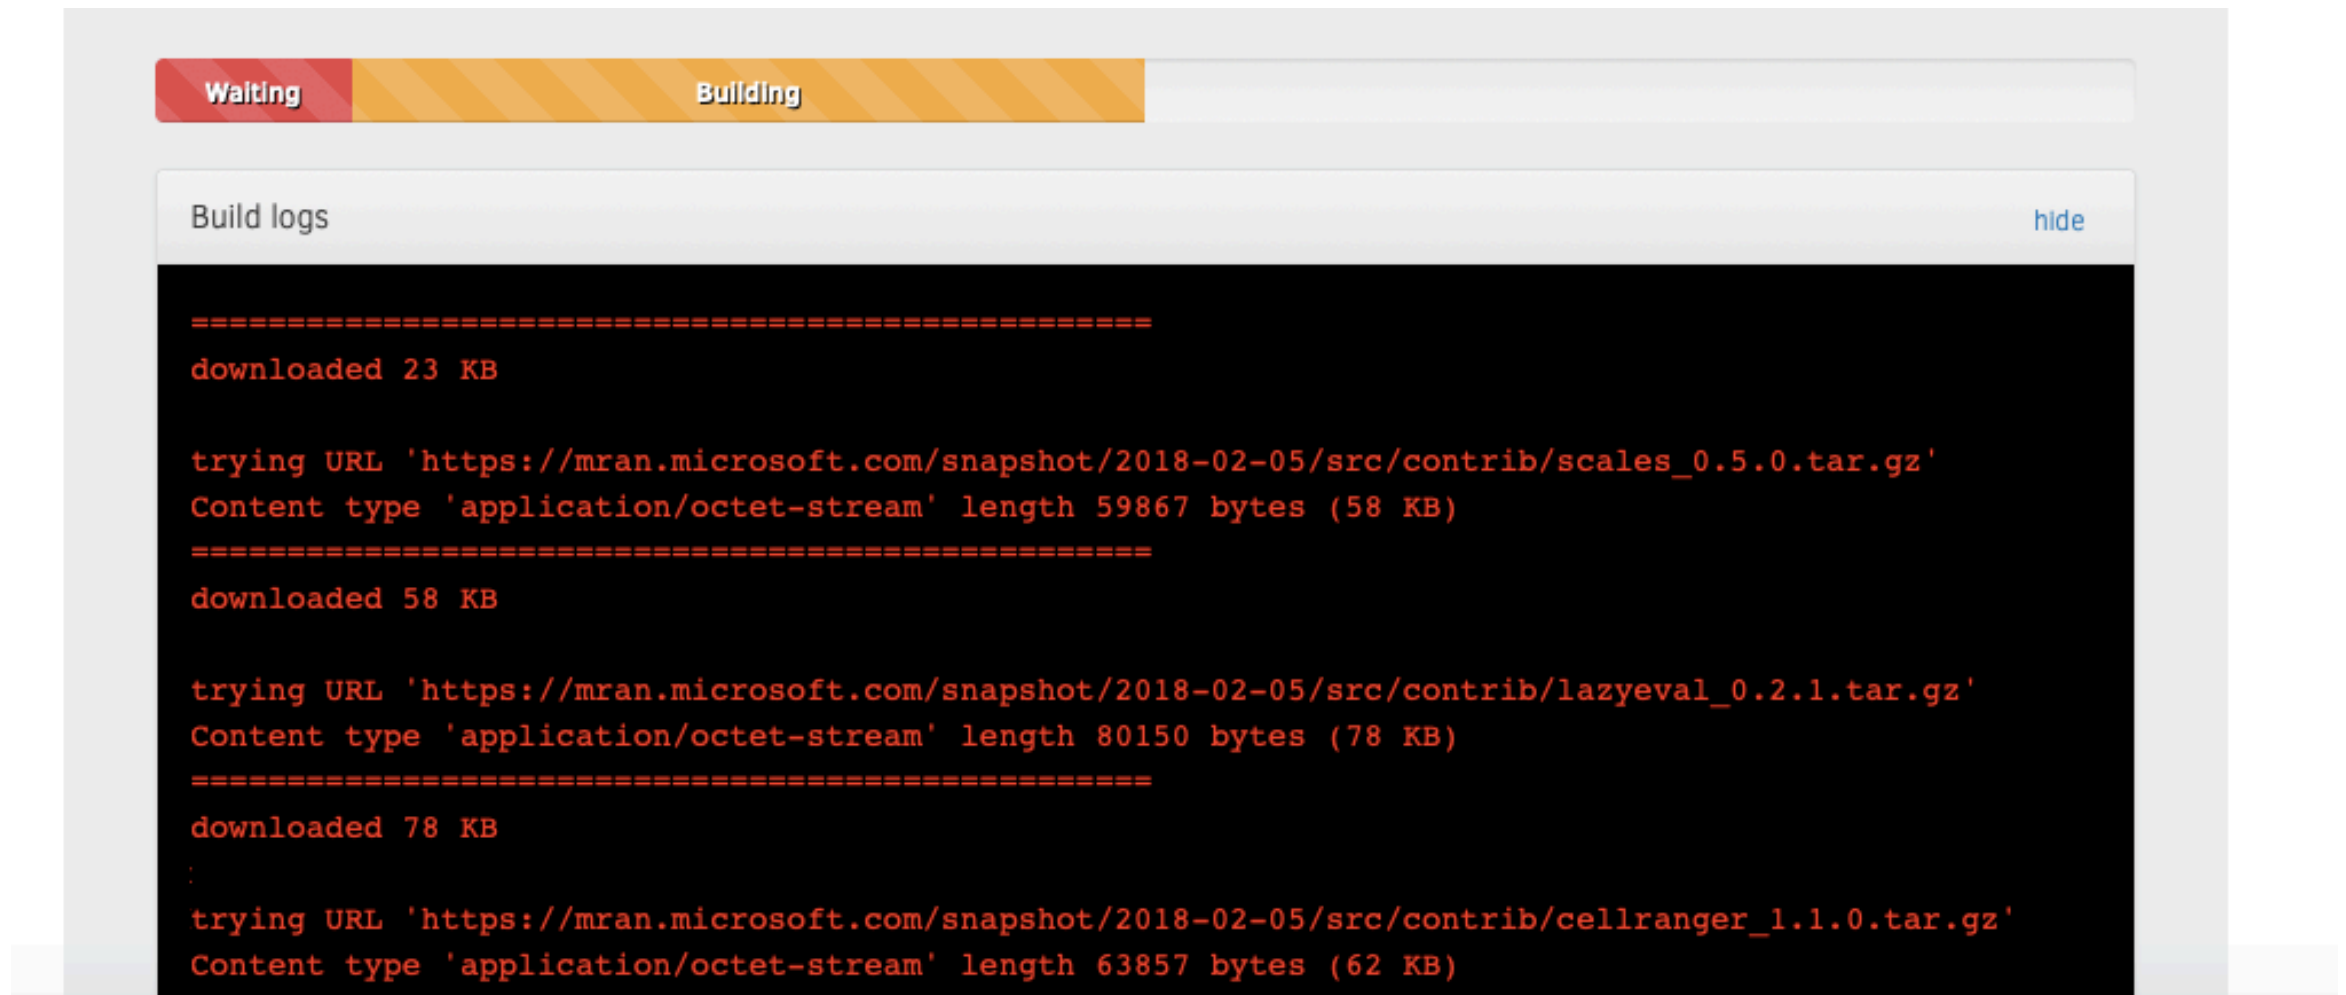 Waiting
Building
Build logs
hide
==================================================
downloaded 23 KB
trying URL 'https://mran.microsoft.com/snapshot/2018-02-05/src/contrib/scales_0.5.0.tar.gz'
Content type 'application/octet-stream' length 59867 bytes (58 KB)
==================================================
downloaded 58 KB
trying URL 'https://mran.microsoft.com/snapshot/2018-02-05/src/contrib/lazyeval_0.2.1.tar.gz'
Content type 'application/octet-stream' length 80150 bytes (78 KB)
==================================================
downloaded 78 KB
trying URL 'https://mran.microsoft.com/snapshot/2018-02-05/src/contrib/cellranger_1.1.0.tar.gz'
Content type 'application/octet-stream' length 63857 bytes (62 KB)